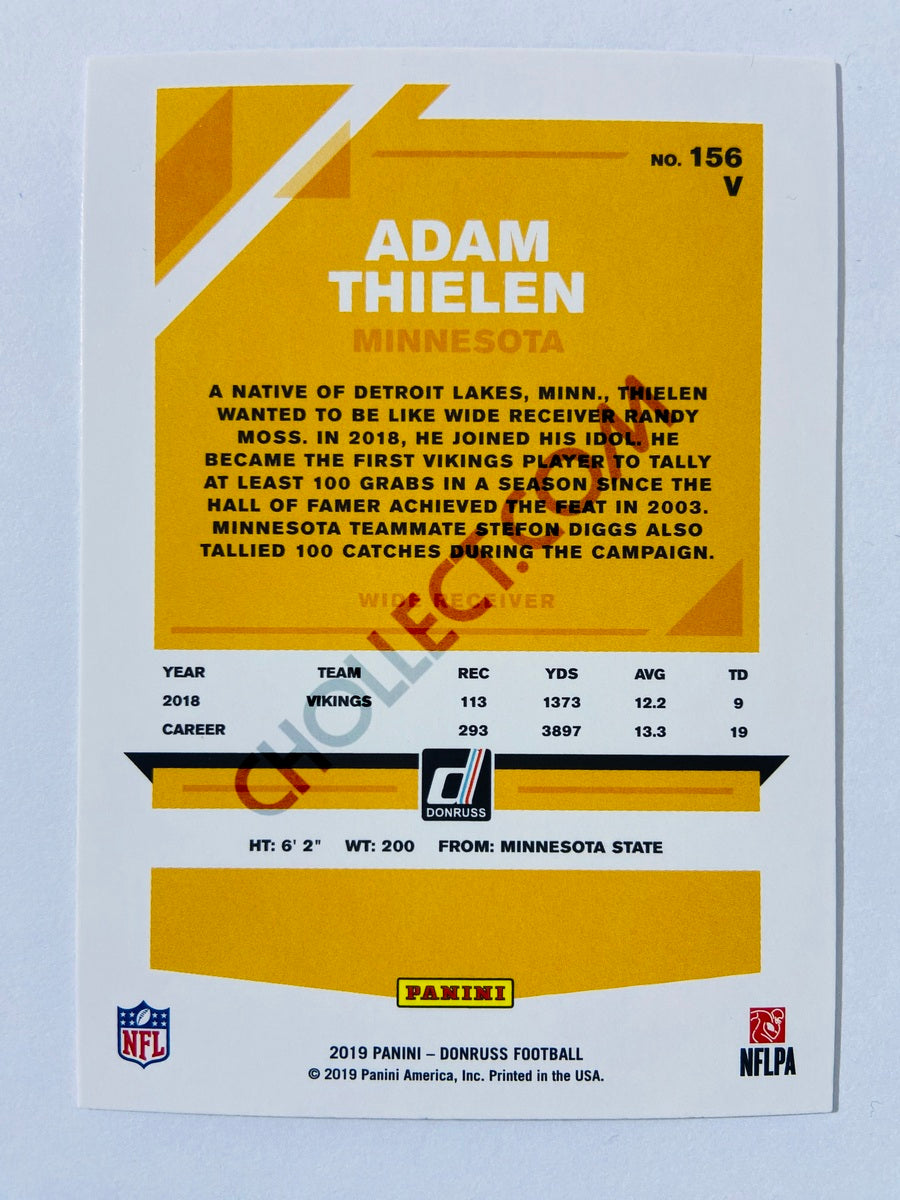 NO. 156
V
ADAM
THIELEN
MINNESOTA
A NATIVE OF DETROIT LAKES, MINN., THIELEN
WANTED TO BE LIKE WIDE RECEIVER RANDY
MOSS. IN 2018, HE JOINED HIS IDOL. HE
BECAME THE FIRST VIKINGS PLAYER TO TALLY
AT LEAST 100 GRABS IN A SEASON SINCE THE
HALL OF FAMER ACHIEVED THE FEAT IN 2003.
MINNESOTA TEAMMATE STEFON DIGGS ALSO
TALLIED 100 CATCHES DURING THE CAMPAIGN.
WIDE RECEIVER
CHOLLECT.COM
YEAR TEAM REC YDS AVG TD
2018 VIKINGS 113 1373 12.2 9
CAREER 293 3897 13.3 19
d
DONRUSS
HT: 6' 2" WT: 200 FROM: MINNESOTA STATE
PANINI
NFL
NFLPA
2019 PANINI – DONRUSS FOOTBALL
© 2019 Panini America, Inc. Printed in the USA.